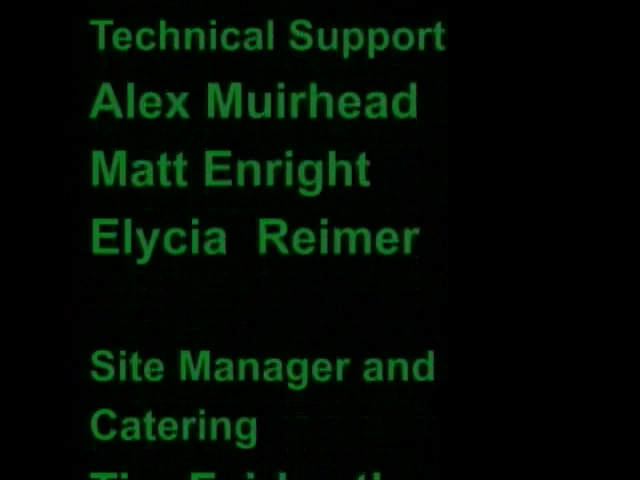 Technical Support
Alex Muirhead
Matt Enright
Elycia Reimer
Site Manager and
Catering